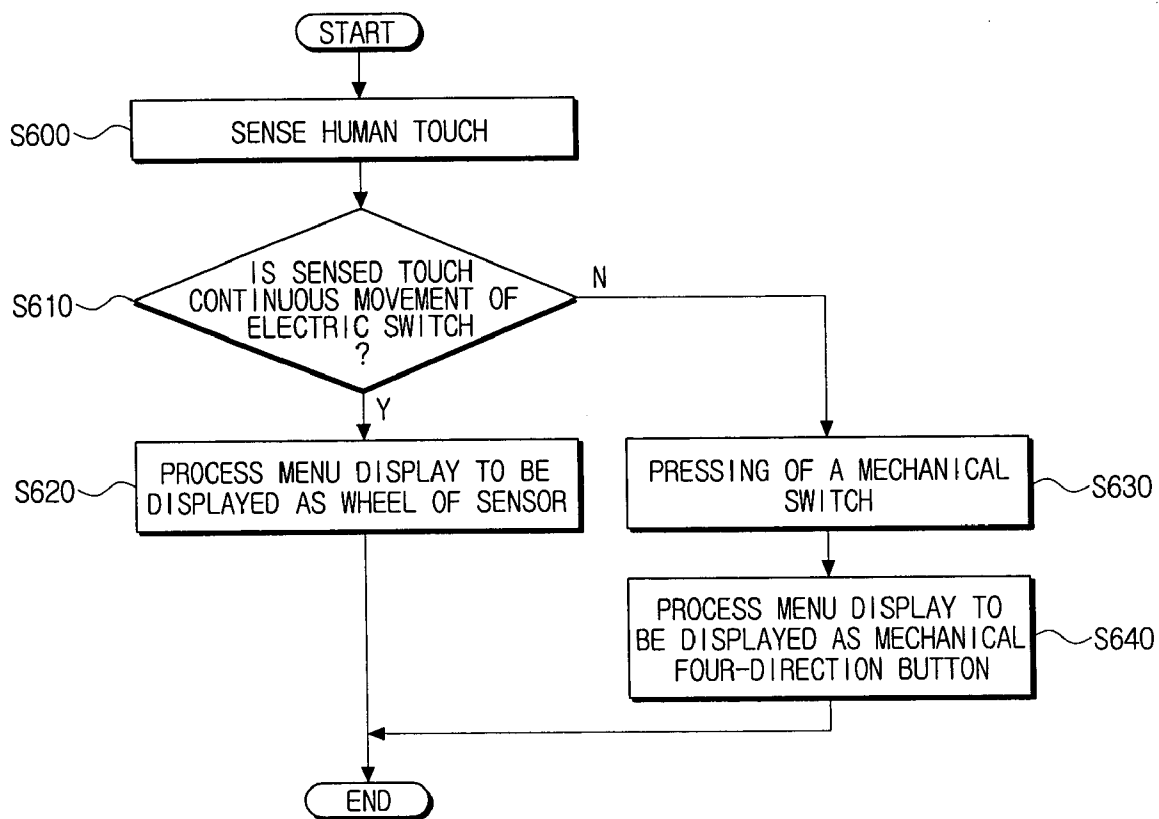 START
S600
SENSE HUMAN TOUCH
S610
IS SENSED TOUCH
CONTINUOUS MOVEMENT OF
ELECTRIC SWITCH
?
N
Y
S620
PROCESS MENU DISPLAY TO BE
DISPLAYED AS WHEEL OF SENSOR
PRESSING OF A MECHANICAL
SWITCH
S630
PROCESS MENU DISPLAY TO
BE DISPLAYED AS MECHANICAL
FOUR-DIRECTION BUTTON
S640
END